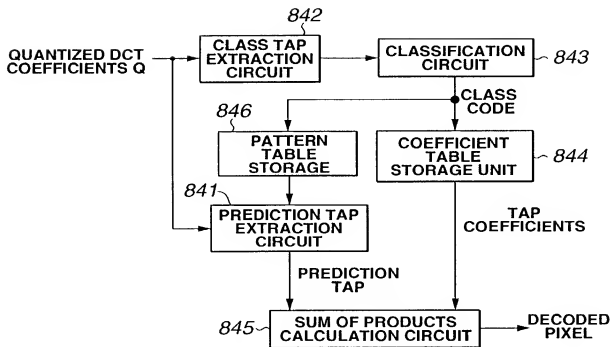 842
QUANTIZED DCT
COEFFICIENTS Q
CLASS TAP
EXTRACTION
CIRCUIT
CLASSIFICATION
CIRCUIT
843
CLASS
CODE
846
PATTERN
TABLE
STORAGE
COEFFICIENT
TABLE
STORAGE UNIT
844
841
PREDICTION TAP
EXTRACTION
CIRCUIT
TAP
COEFFICIENTS
PREDICTION
TAP
845
SUM OF PRODUCTS
CALCULATION CIRCUIT
DECODED
PIXEL